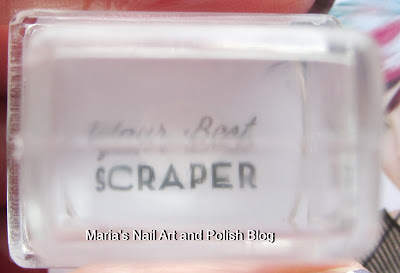 Your Best
SCRAPER
Maria's Nail Art and Polish Blog